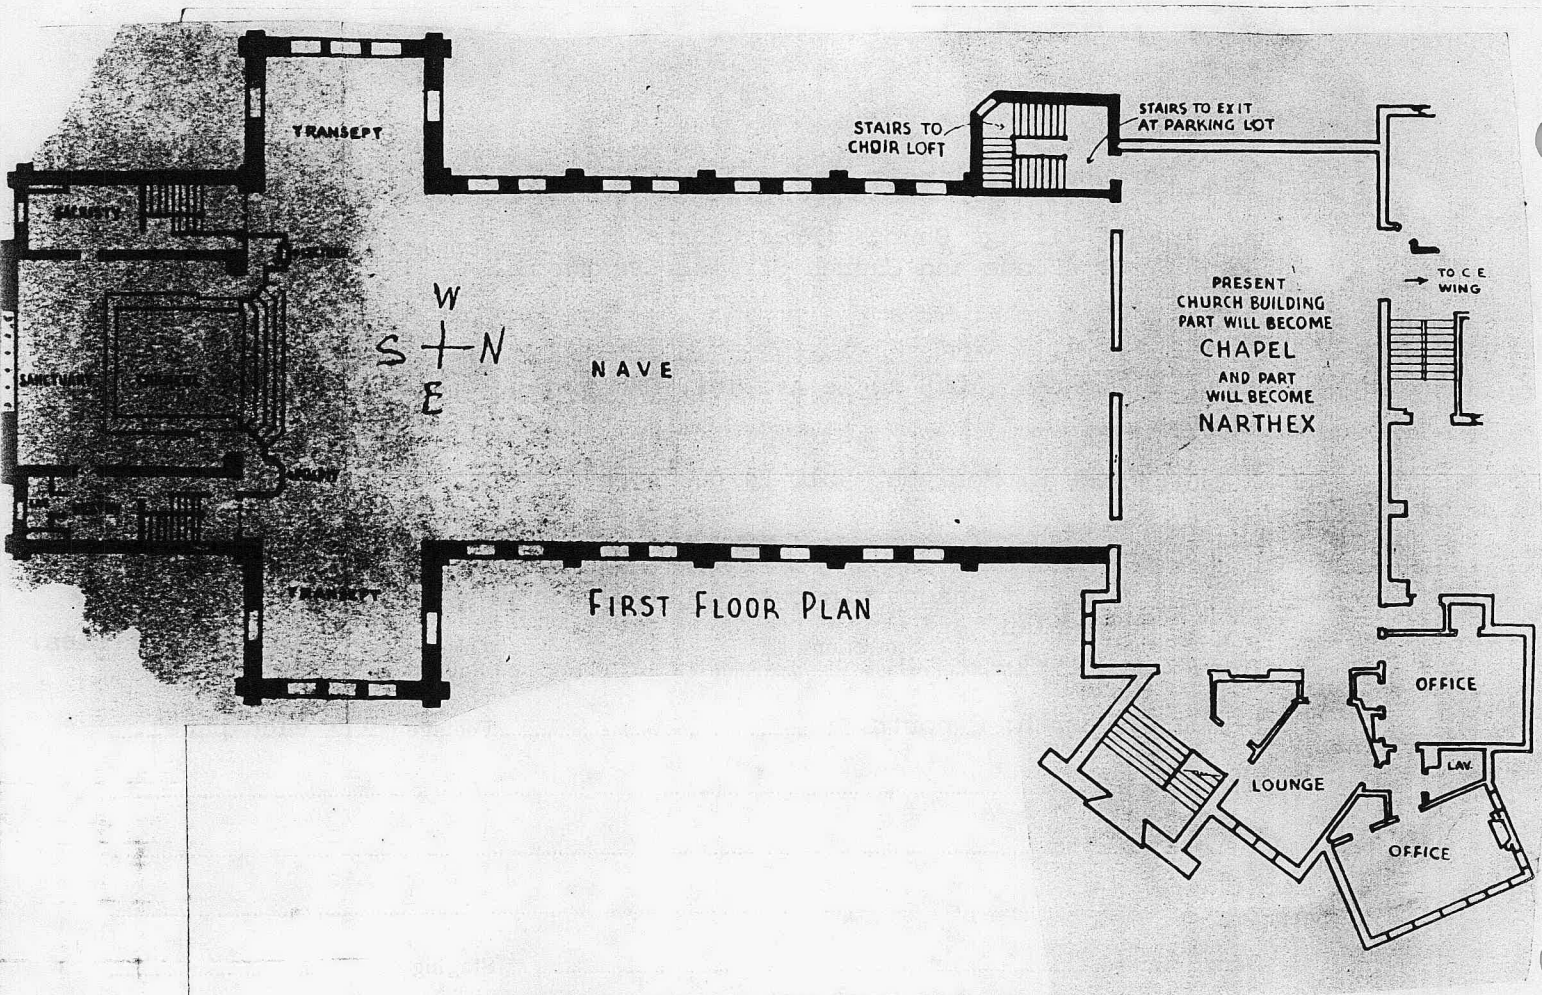 TRANSEPT
STAIRS TO
CHOIR LOFT
STAIRS TO EXIT
AT PARKING LOT
SACRISTY
TO C.E.
WING
PRESENT
CHURCH BUILDING
PART WILL BECOME
CHAPEL
AND PART
WILL BECOME
NARTHEX
W
S N
E
NAVE
SANCTUARY
TRANSEPT
FIRST FLOOR PLAN
OFFICE
LAV.
LOUNGE
OFFICE